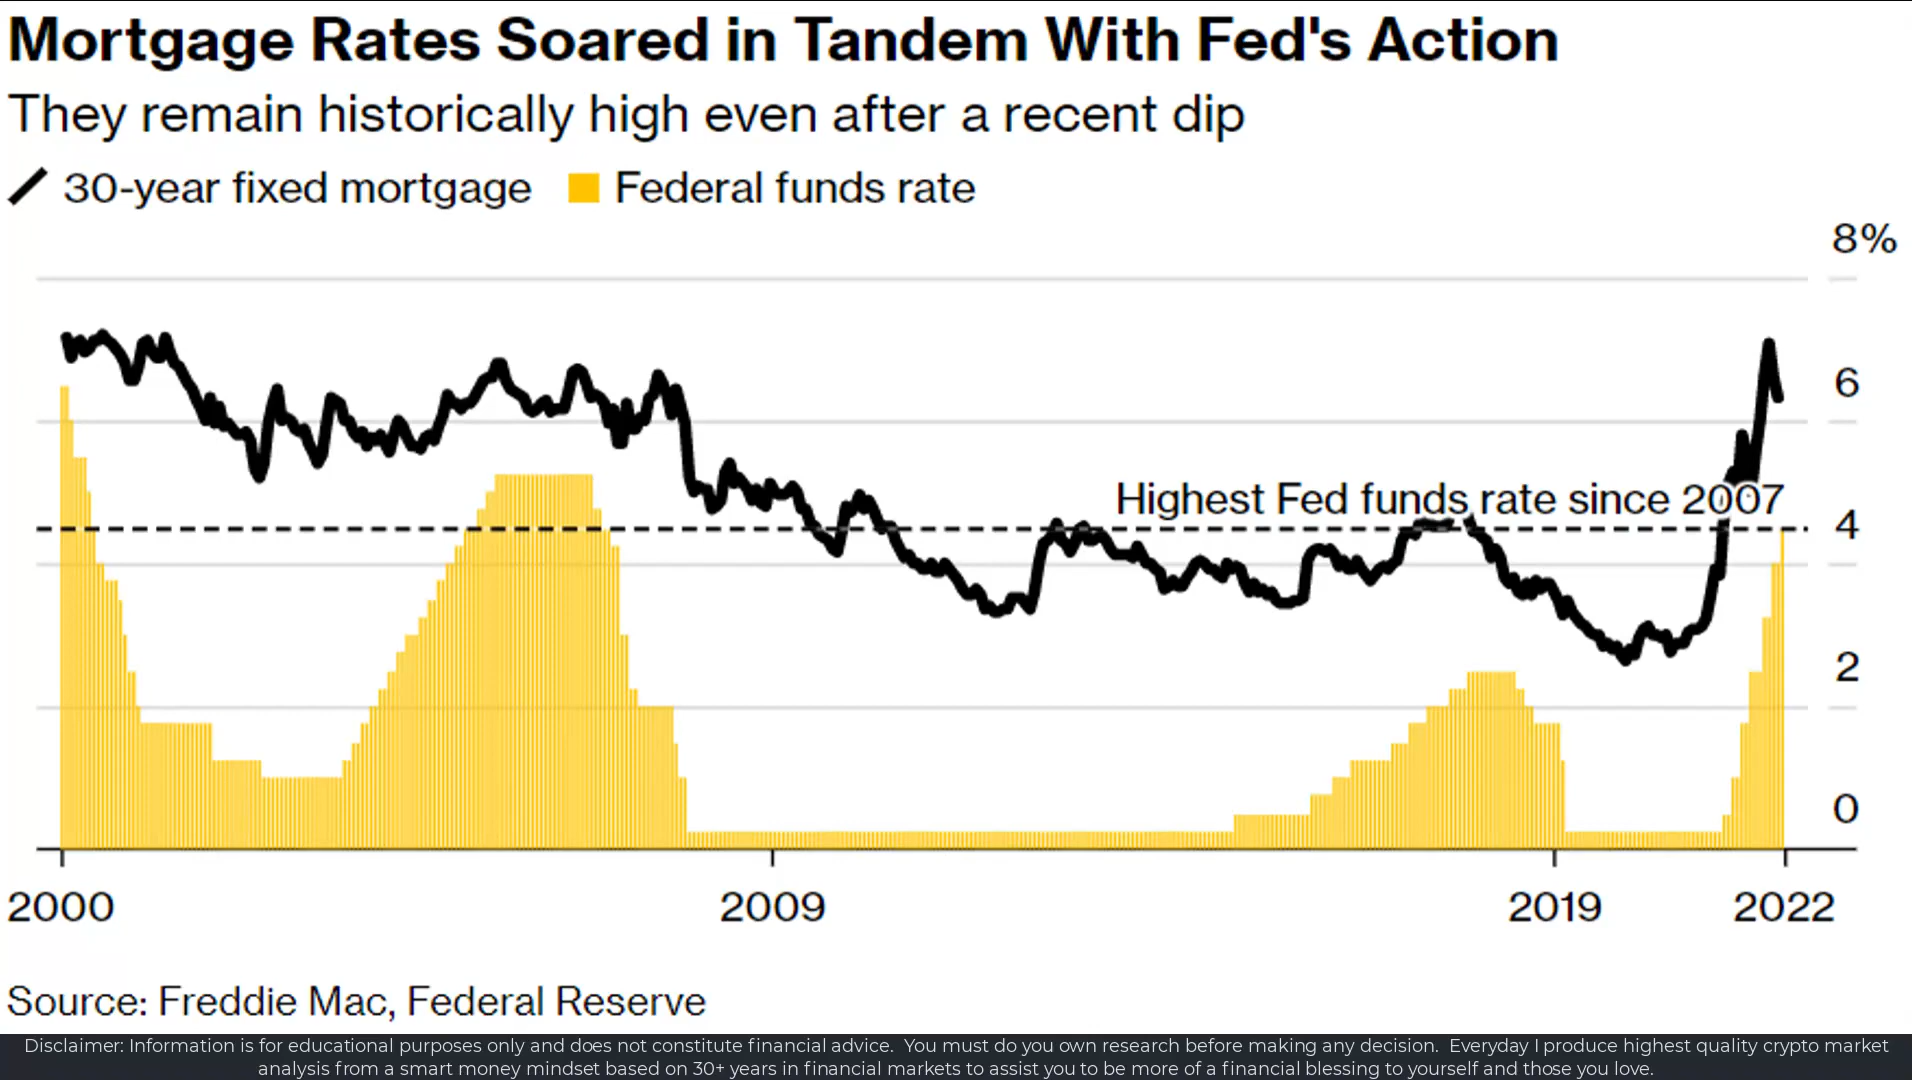 Mortgage Rates Soared in Tandem With Fed's Action
They remain historically high even after a recent dip
30-year fixed mortgage Federal funds rate
8%
6
Highest Fed funds rate since 2007
4
2
0
2000 2009 2019 2022
Source: Freddie Mac, Federal Reserve
Disclaimer: Information is for educational purposes only and does not constitute financial advice. You must do you own research before making any decision. Everyday I produce highest quality crypto market
analysis from a smart money mindset based on 30+ years in financial markets to assist you to be more of a financial blessing to yourself and those you love.